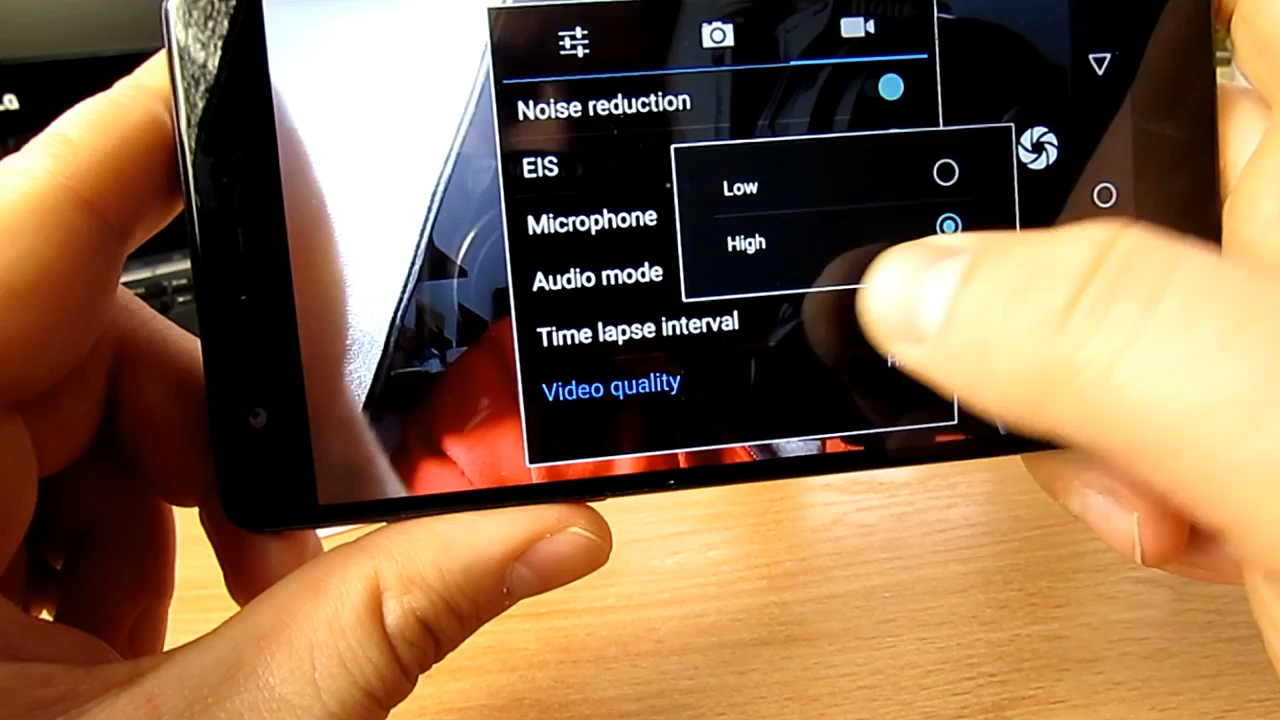 Noise reduction
EIS
Microphone
Audio mode
Time lapse interval
Video quality
Low
High